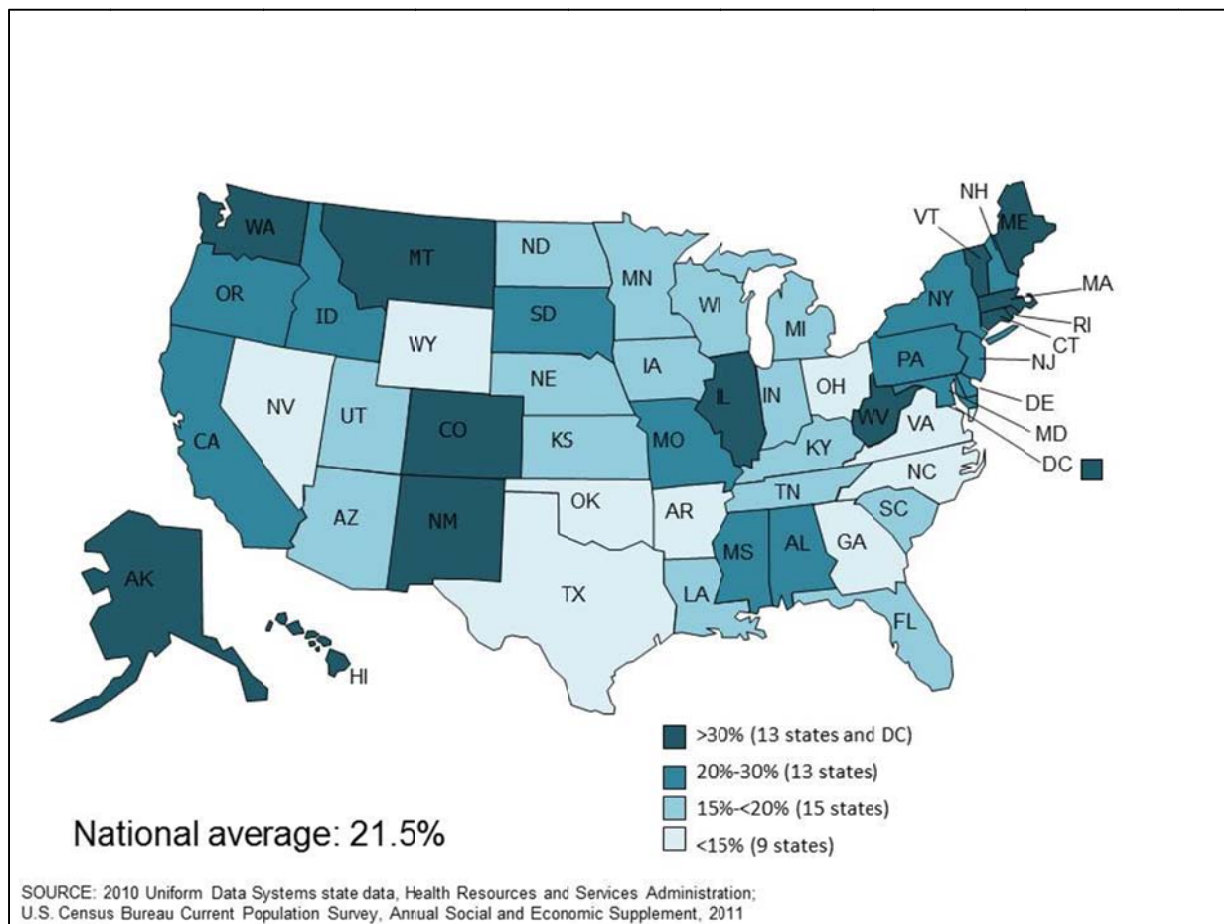 NH
VT
ME
WA
MT
ND
MN
MA
OR
ID
SD
WI
MI
NY
RI
CT
WY
PA
NJ
IA
NE
OH
IL
IN
DE
NV
UT
CO
WV
VA
MD
CA
KS
MO
KY
DC
NC
TN
OK
AR
SC
AZ
NM
MS
AL
GA
AK
TX
LA
FL
HI
>30% (13 states and DC)
20%-30% (13 states)
15%-<20% (15 states)
<15% (9 states)
National average: 21.5%
SOURCE: 2010 Uniform Data Systems state data, Health Resources and Services Administration;
U.S. Census Bureau Current Population Survey, Annual Social and Economic Supplement, 2011